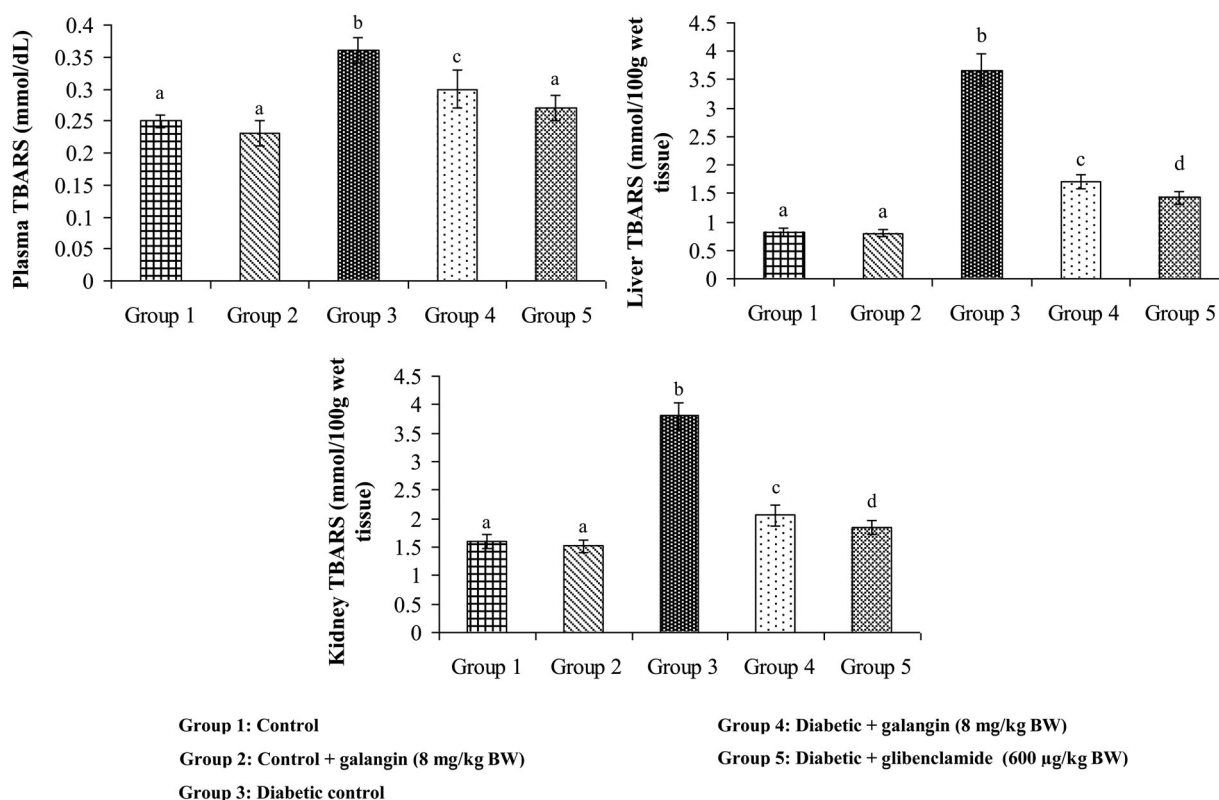 Plasma TBARS (mmol/dL)
0.4
0.35
0.3
0.25
0.2
0.15
0.1
0.05
0
a
a
b
c
a
Group 1 Group 2 Group 3 Group 4 Group 5
Liver TBARS (mmol/100g wet
tissue)
4.5
4
3.5
3
2.5
2
1.5
1
0.5
0
a
a
b
c
d
Group 1 Group 2 Group 3 Group 4 Group 5
Kidney TBARS (mmol/100g wet
tissue)
4.5
4
3.5
3
2.5
2
1.5
1
0.5
0
a
a
b
c
d
Group 1 Group 2 Group 3 Group 4 Group 5
Group 1: Control
Group 2: Control + galangin (8 mg/kg BW)
Group 3: Diabetic control
Group 4: Diabetic + galangin (8 mg/kg BW)
Group 5: Diabetic + glibenclamide (600 µg/kg BW)